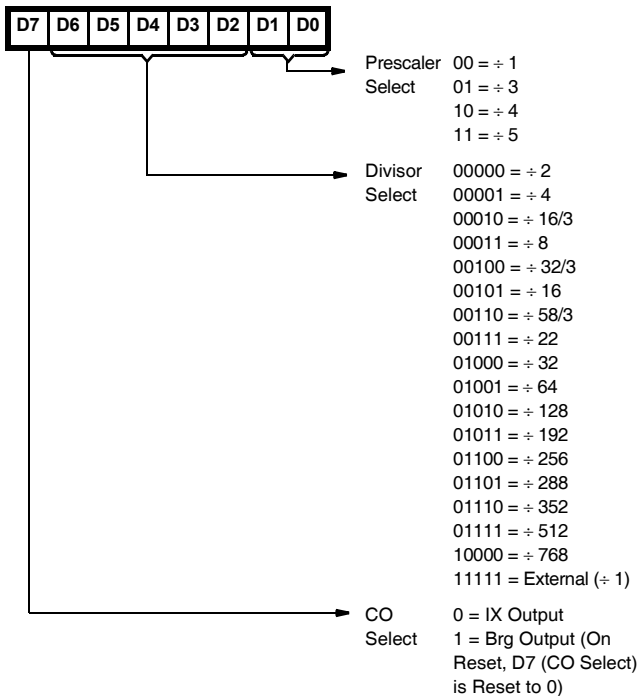 D7 D6 D5 D4 D3 D2 D1 D0
Prescaler 00 = ÷ 1
Select 01 = ÷ 3
10 = ÷ 4
11 = ÷ 5
Divisor 00000 = ÷ 2
Select 00001 = ÷ 4
00010 = ÷ 16/3
00011 = ÷ 8
00100 = ÷ 32/3
00101 = ÷ 16
00110 = ÷ 58/3
00111 = ÷ 22
01000 = ÷ 32
01001 = ÷ 64
01010 = ÷ 128
01011 = ÷ 192
01100 = ÷ 256
01101 = ÷ 288
01110 = ÷ 352
01111 = ÷ 512
10000 = ÷ 768
11111 = External (÷ 1)
CO 0 = IX Output
Select 1 = Brg Output (On
Reset, D7 (CO Select)
is Reset to 0)